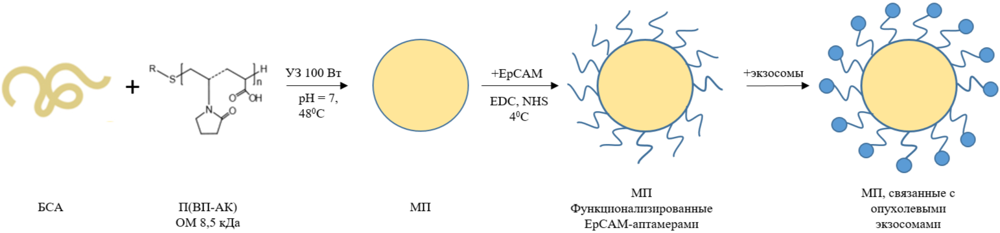 R
S
H
n
O
OH
N
O
+
УЗ 100 Вт
pH = 7,
48⁰C
+EpCAM
EDC, NHS
4⁰C
+экзосомы
БСА
П(ВП-АК)
ОМ 8,5 кДа
МП
МП
Функционализированные
EpCAM-аптамерами
МП, связанные с
опухолевыми
экзосомами